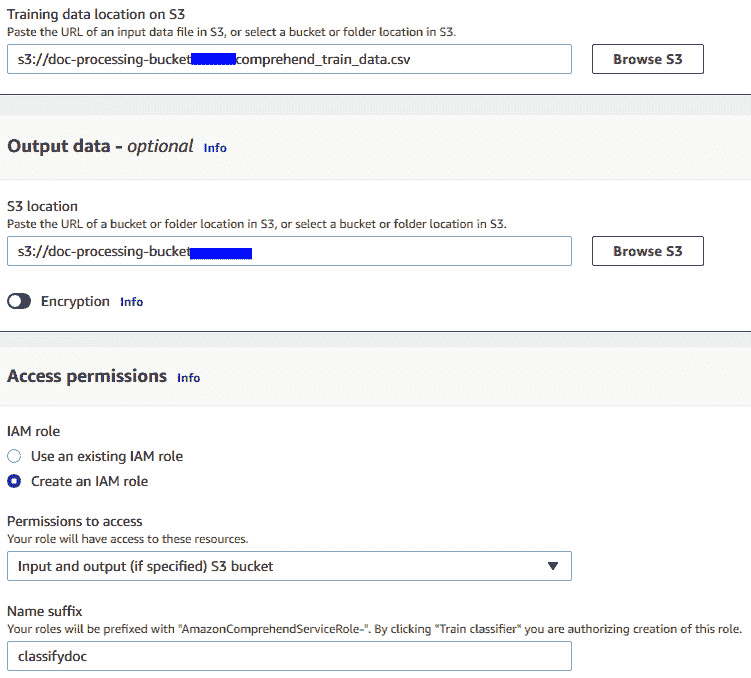 Training data location on S3
Paste the URL of an input data file in S3, or select a bucket or folder location in S3.
s3://doc-processing-bucket comprehend_train_data.csv
Browse S3
Output data - optional Info
S3 location
Paste the URL of a bucket or folder location in S3, or select a bucket or folder location in S3.
s3://doc-processing-bucket
Browse S3
Encryption Info
Access permissions Info
IAM role
Use an existing IAM role
Create an IAM role
Permissions to access
Your role will have access to these resources.
Input and output (if specified) S3 bucket
Name suffix
Your roles will be prefixed with "AmazonComprehendServiceRole-". By clicking "Train classifier" you are authorizing creation of this role.
classifydoc